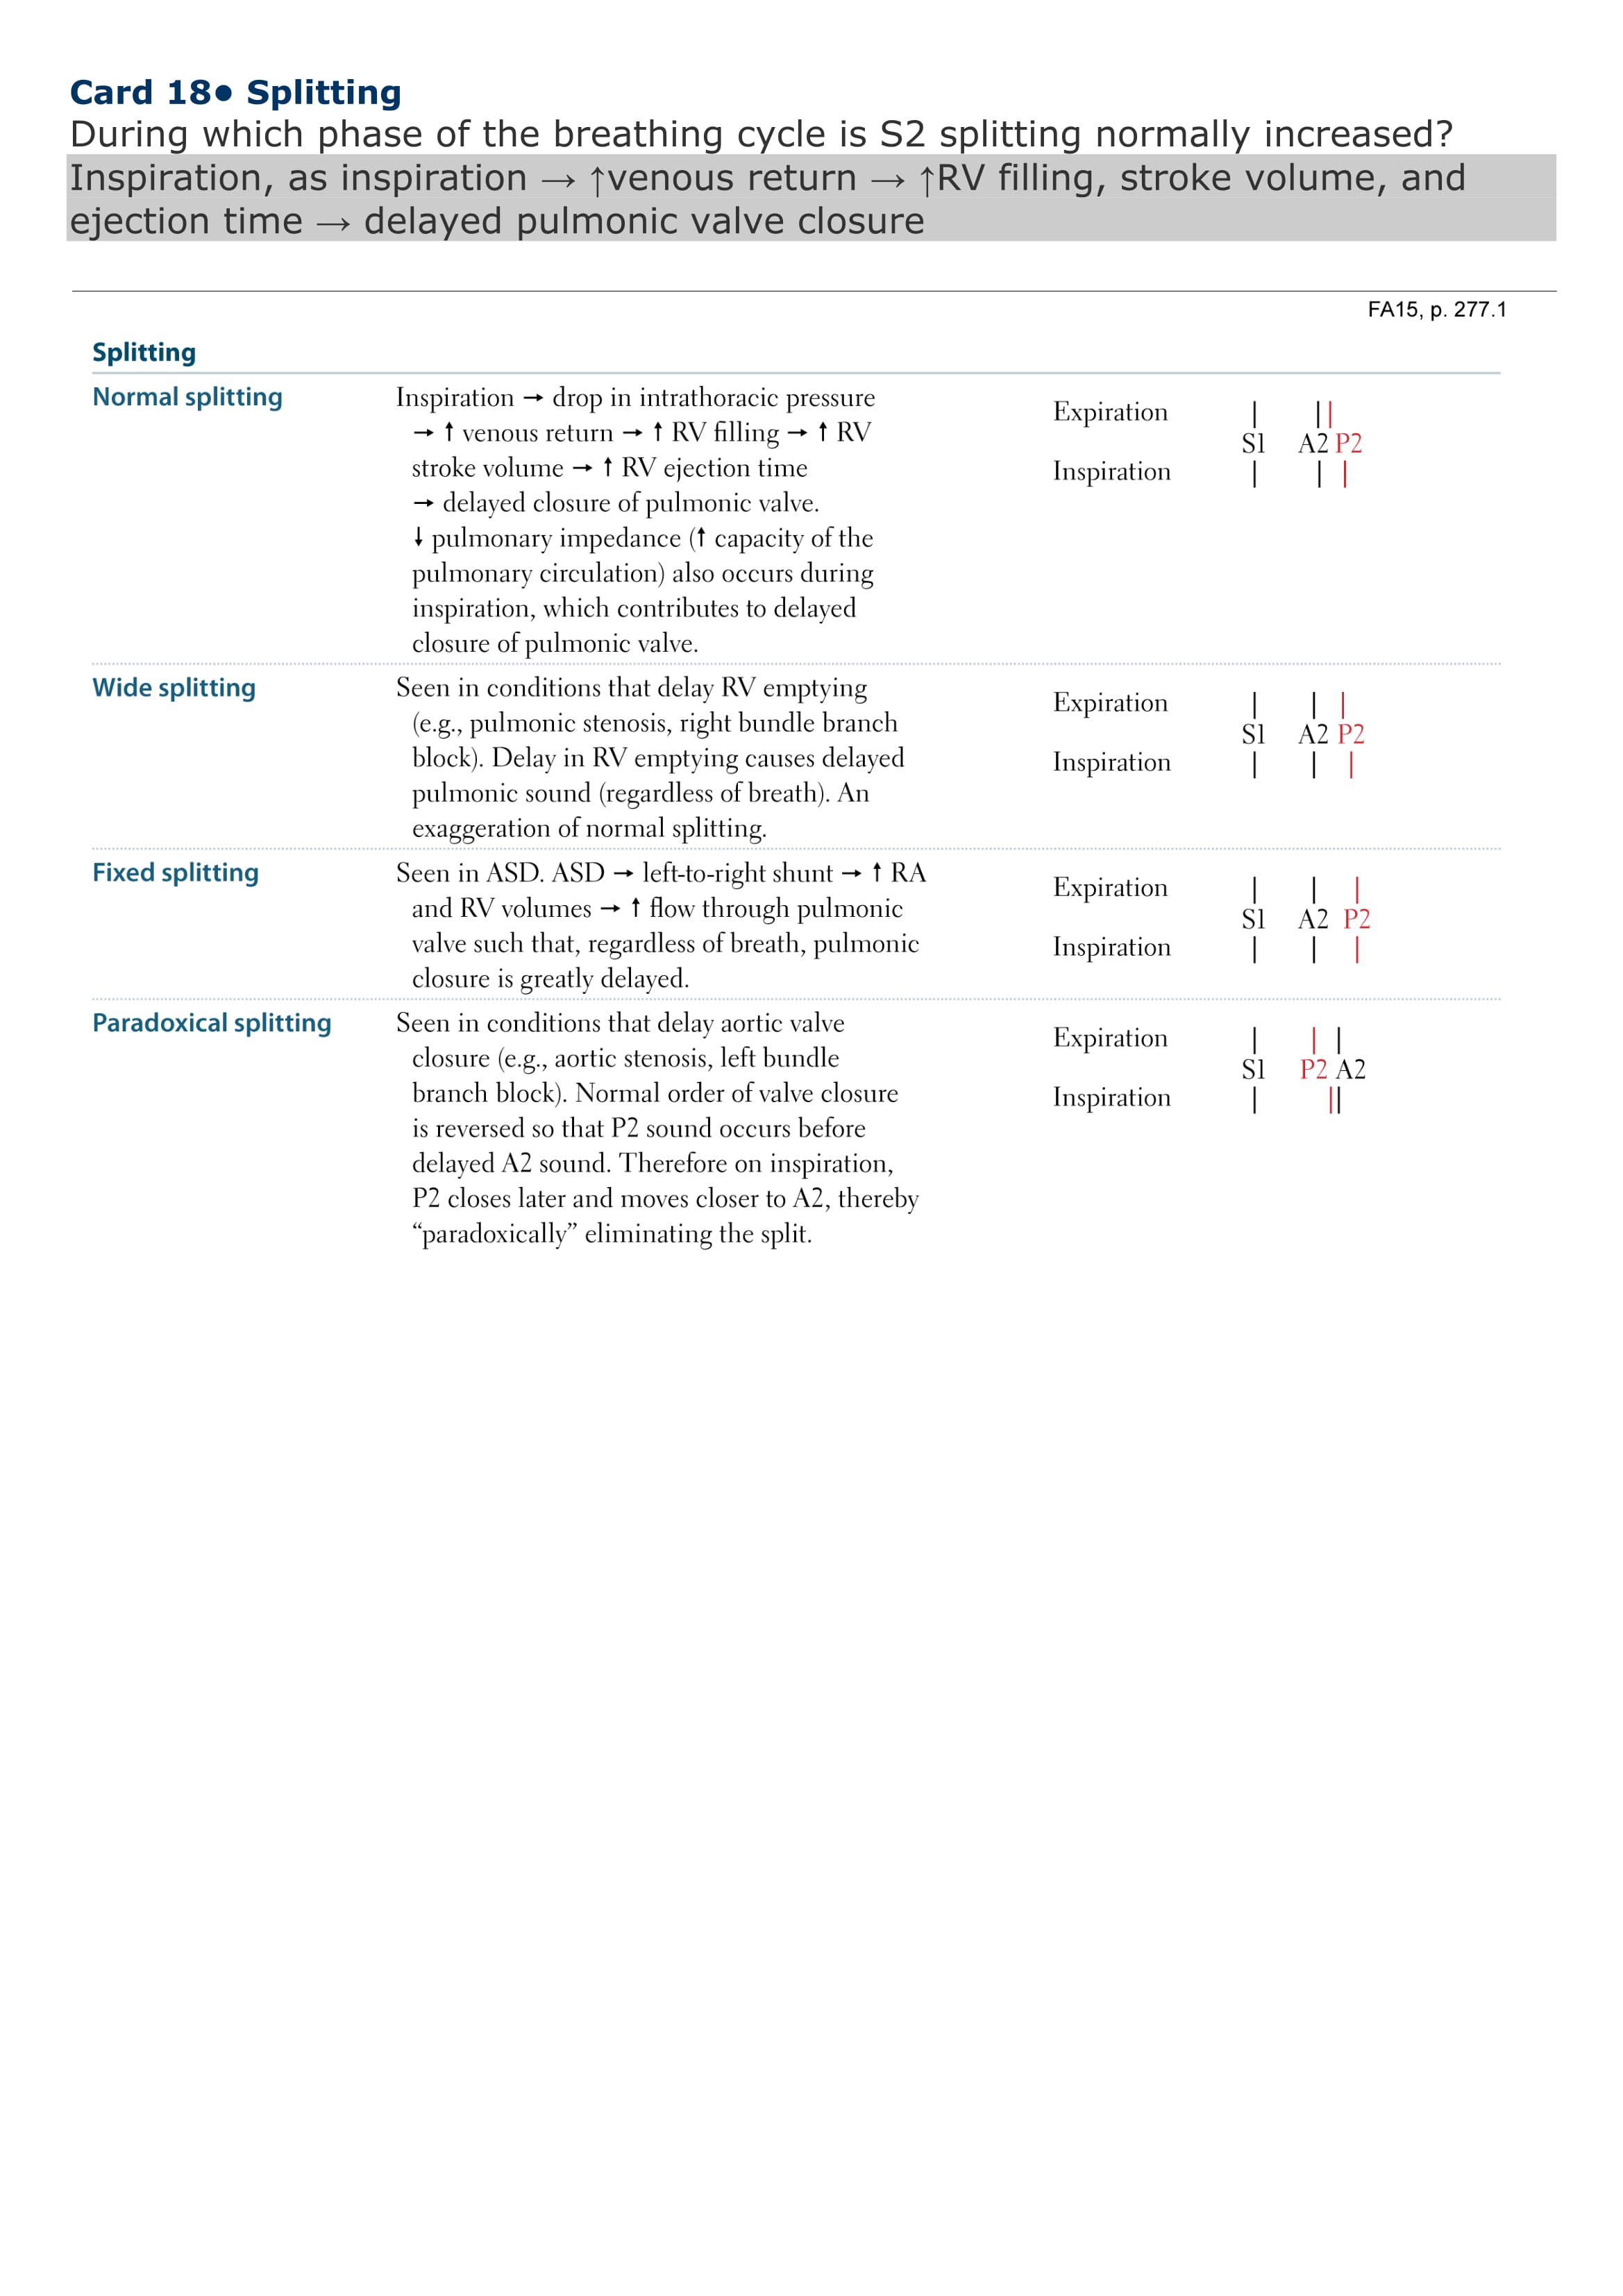 Card 18● Splitting
During which phase of the breathing cycle is S2 splitting normally increased?
Inspiration, as inspiration → ↑venous return → ↑RV filling, stroke volume, and
ejection time → delayed pulmonic valve closure
FA15, p. 277.1
Splitting
Normal splitting
Inspiration → drop in intrathoracic pressure
→ ↑ venous return → ↑ RV filling → ↑ RV
stroke volume → ↑ RV ejection time
→ delayed closure of pulmonic valve.
↓ pulmonary impedance (↑ capacity of the
pulmonary circulation) also occurs during
inspiration, which contributes to delayed
closure of pulmonic valve.
Expiration
S1 A2 P2
Inspiration
Wide splitting
Seen in conditions that delay RV emptying
(e.g., pulmonic stenosis, right bundle branch
block). Delay in RV emptying causes delayed
pulmonic sound (regardless of breath). An
exaggeration of normal splitting.
Expiration
S1 A2 P2
Inspiration
Fixed splitting
Seen in ASD. ASD → left-to-right shunt → ↑ RA
and RV volumes → ↑ flow through pulmonic
valve such that, regardless of breath, pulmonic
closure is greatly delayed.
Expiration
S1 A2 P2
Inspiration
Paradoxical splitting
Seen in conditions that delay aortic valve
closure (e.g., aortic stenosis, left bundle
branch block). Normal order of valve closure
is reversed so that P2 sound occurs before
delayed A2 sound. Therefore on inspiration,
P2 closes later and moves closer to A2, thereby
“paradoxically” eliminating the split.
Expiration
S1 P2 A2
Inspiration